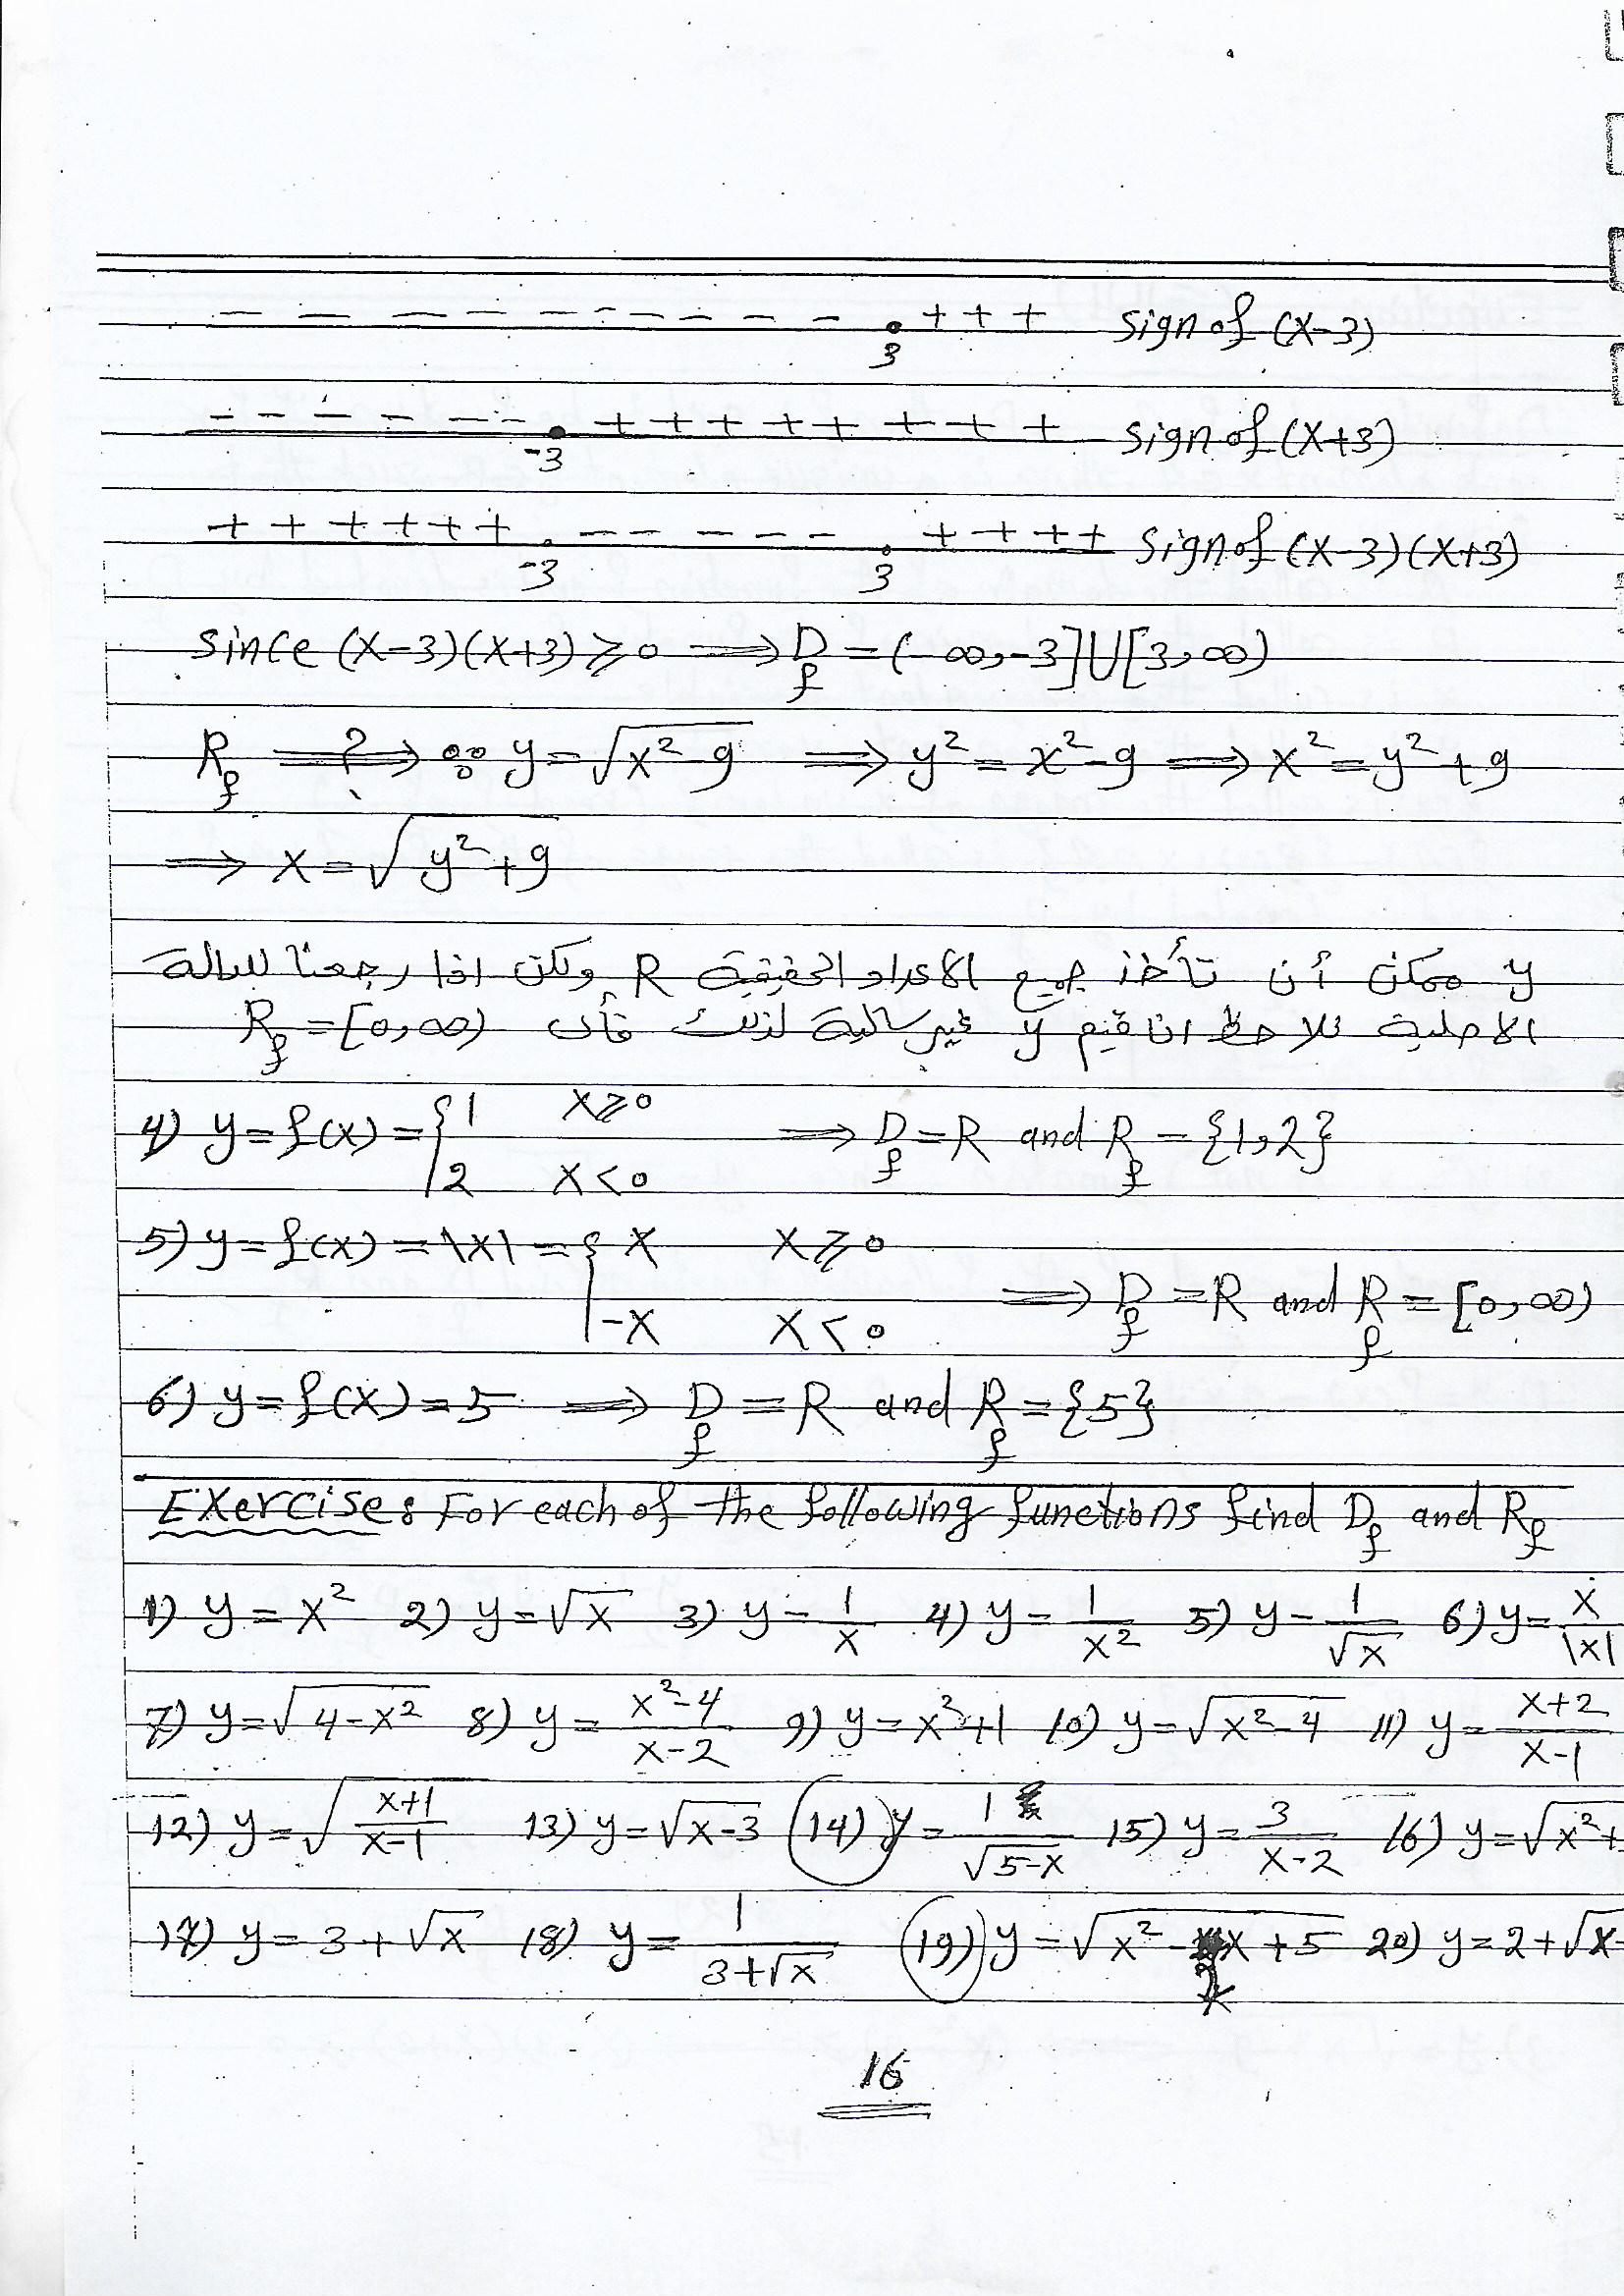 - - - - - - - - - - + + + sign of (x-3)
3
- - - - - - - + + + + + + + + sign of (x+3)
-3
+ + + + + + - - - - - + + + + sign of (x-3)(x+3)
-3 3
since (x-3)(x+3) ≥ 0 ⟹ D_f = (-∞, -3] ∪ [3, ∞)
R_f =?⟹ ∵ y = √(x²-9) ⟹ y² = x²-9 ⟹ x² = y²+9
⟹ x = √(y²+9)
y ممكن أن تأخذ جميع الاعداد الحقيقية R ولكن اذا رجعنا للدالة
الاصلية نلاحظ ان قيم y غير سالبة لذلك فأن R_f = [0, ∞)
4) y = f(x) = { 1 x ≥ 0 ⟹ D_f = R and R_f = {1, 2}
2 x < 0
5) y = f(x) = |x| = { x x ≥ 0
-x x < 0 ⟹ D_f = R and R_f = [0, ∞)
6) y = f(x) = 5 ⟹ D_f = R and R_f = {5}
Exercise: For each of the following functions find D_f and R_f
1) y = x² 2) y = √x 3) y = 1/x 4) y = 1/x² 5) y = 1/√x 6) y = x/|x|
7) y = √(4-x²) 8) y = (x²-4)/(x-2) 9) y = x²+1 10) y = √(x²-4) 11) y = (x+2)/(x-1)
12) y = √((x+1)/(x-1)) 13) y = √(x-3) 14) y = 1/√(5-x) 15) y = 3/(x-2) 16) y = √(x²+
17) y = 3+√x 18) y = 1/(3+√x) 19) y = √(x² - x + 5) 20) y = 2+√(x-
16